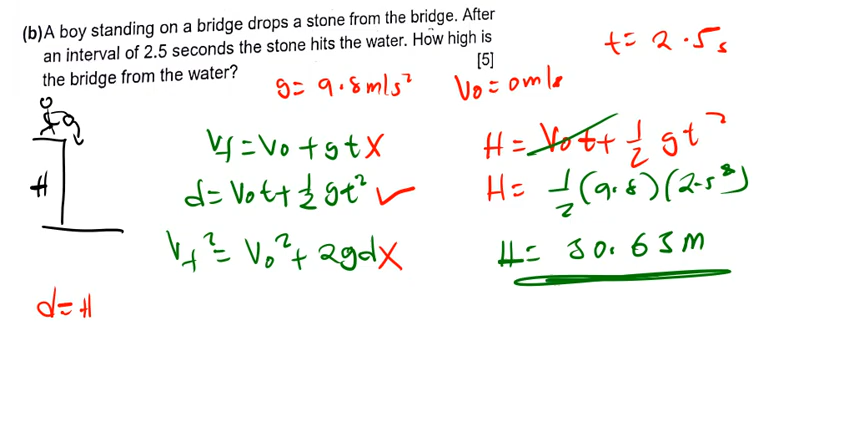 (b)A boy standing on a bridge drops a stone from the bridge. After
an interval of 2.5 seconds the stone hits the water. How high is
the bridge from the water? [5]
t = 2.5s
g = 9.8m/s² V₀ = 0m/s
Vf = V₀ + gt X
d = V₀t + ½ gt² ✓
Vf² = V₀² + 2gd X
H
d = H
H = V₀t + ½ gt²
H = ½ (9.8)(2.5²)
H = 30.63m